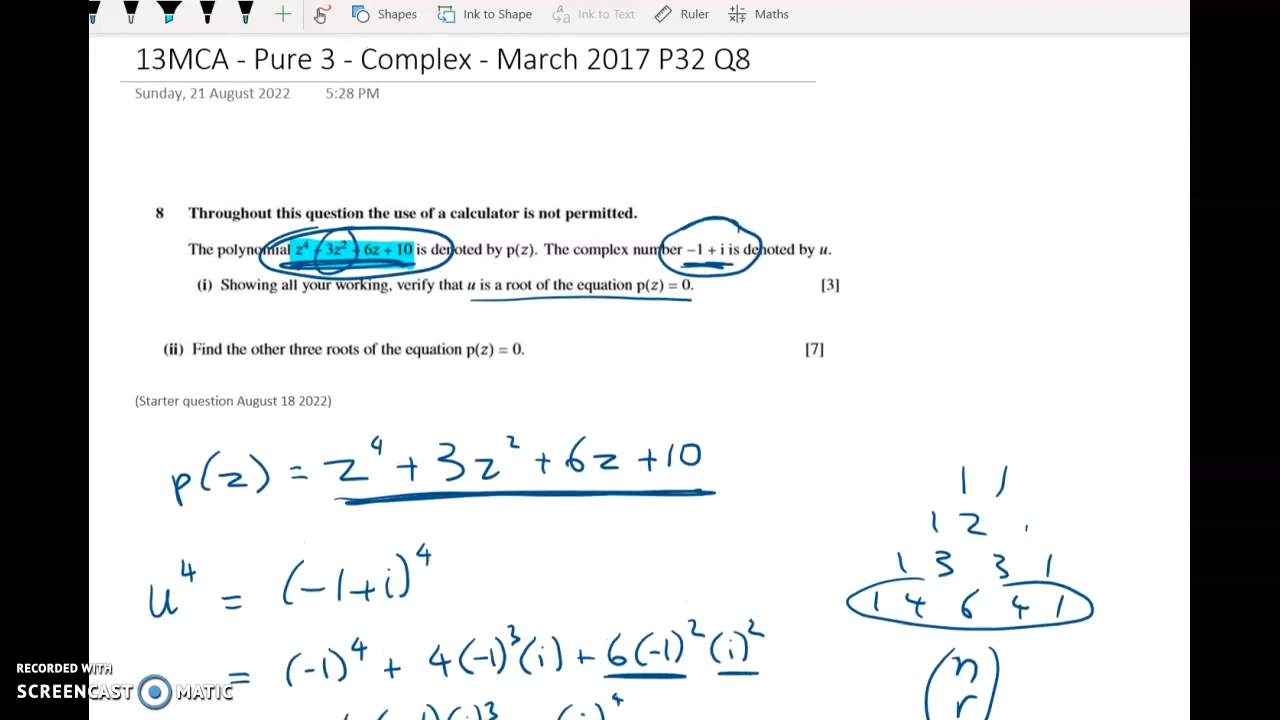 Shapes Ink to Shape Ink to Text Ruler Maths
13MCA - Pure 3 - Complex - March 2017 P32 Q8
Sunday, 21 August 2022 5:28 PM
8 Throughout this question the use of a calculator is not permitted.
The polynomial z⁴ + 3z² + 6z + 10 is denoted by p(z). The complex number −1 + i is denoted by u.
(i) Showing all your working, verify that u is a root of the equation p(z) = 0. [3]
(ii) Find the other three roots of the equation p(z) = 0. [7]
(Starter question August 18 2022)
p(z) = z⁴ + 3z² + 6z + 10
1 1
1 2
1 3 3 1
u⁴ = (−1+i)⁴
1 4 6 4 1
= (−1)⁴ + 4(−1)³(i) + 6(−1)²(i)²
(n
r)
RECORDED WITH
SCREENCAST MATIC